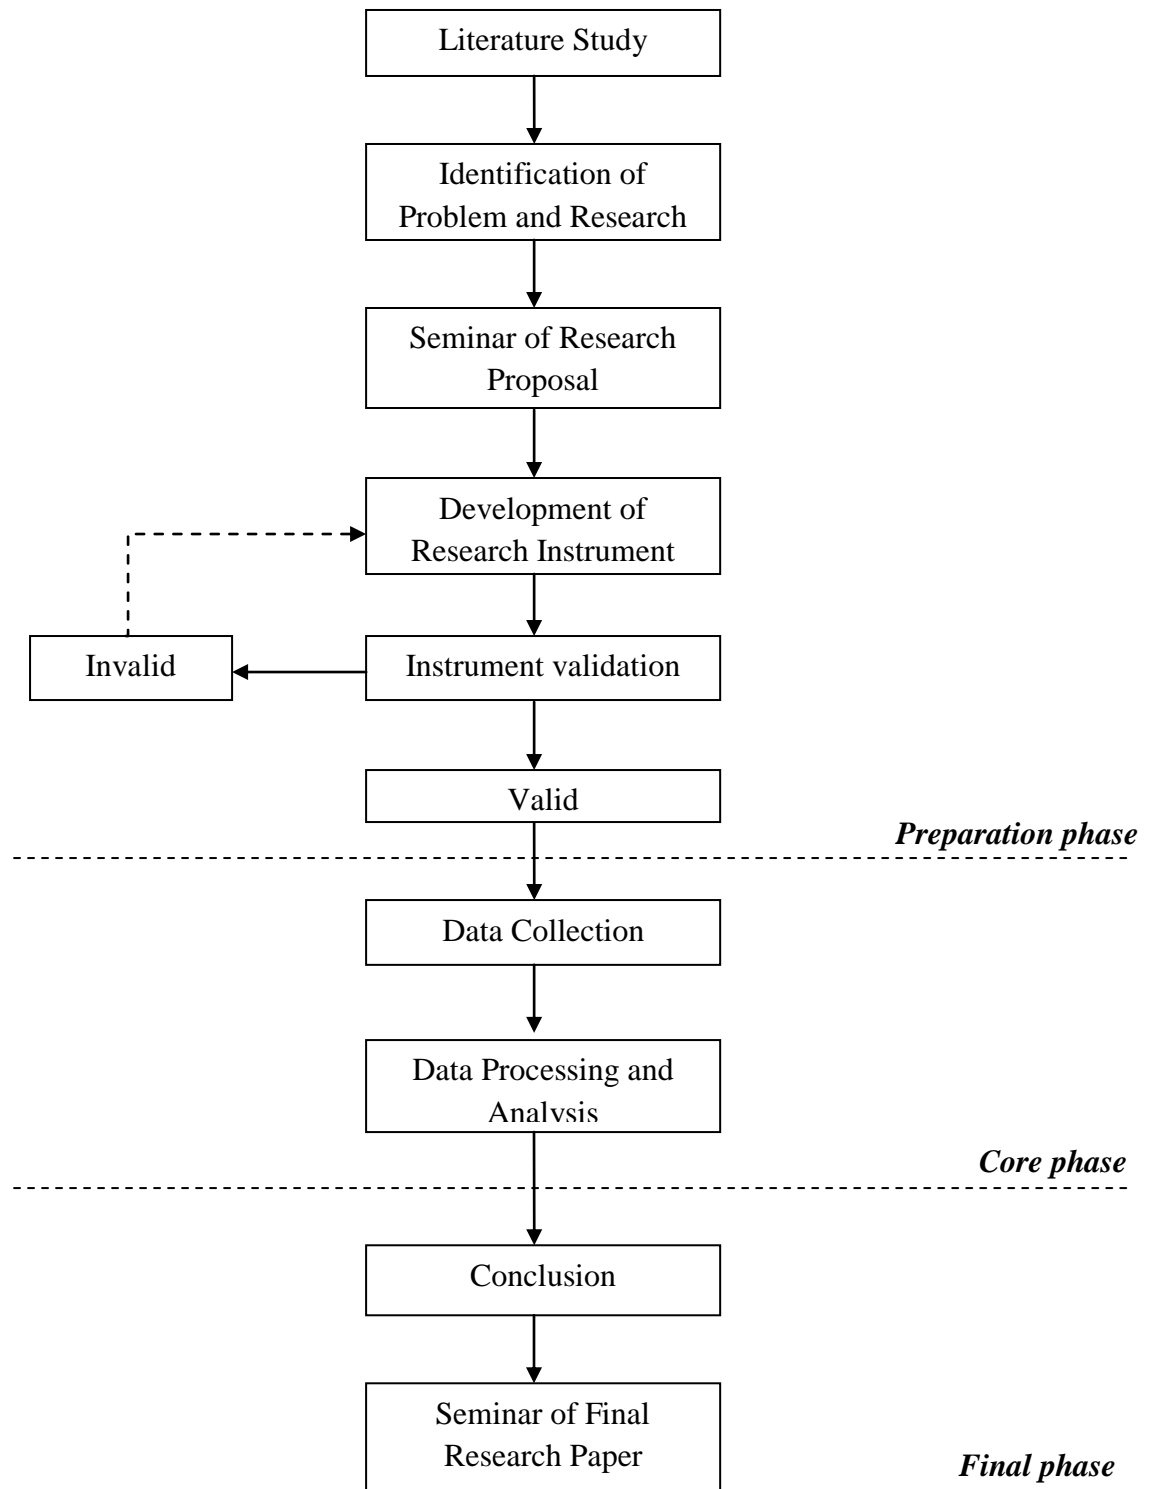 Literature Study
Identification of
Problem and Research
Seminar of Research
Proposal
Development of
Research Instrument
Invalid
Instrument validation
Valid
Preparation phase
Data Collection
Data Processing and
Analysis
Core phase
Conclusion
Seminar of Final
Research Paper
Final phase